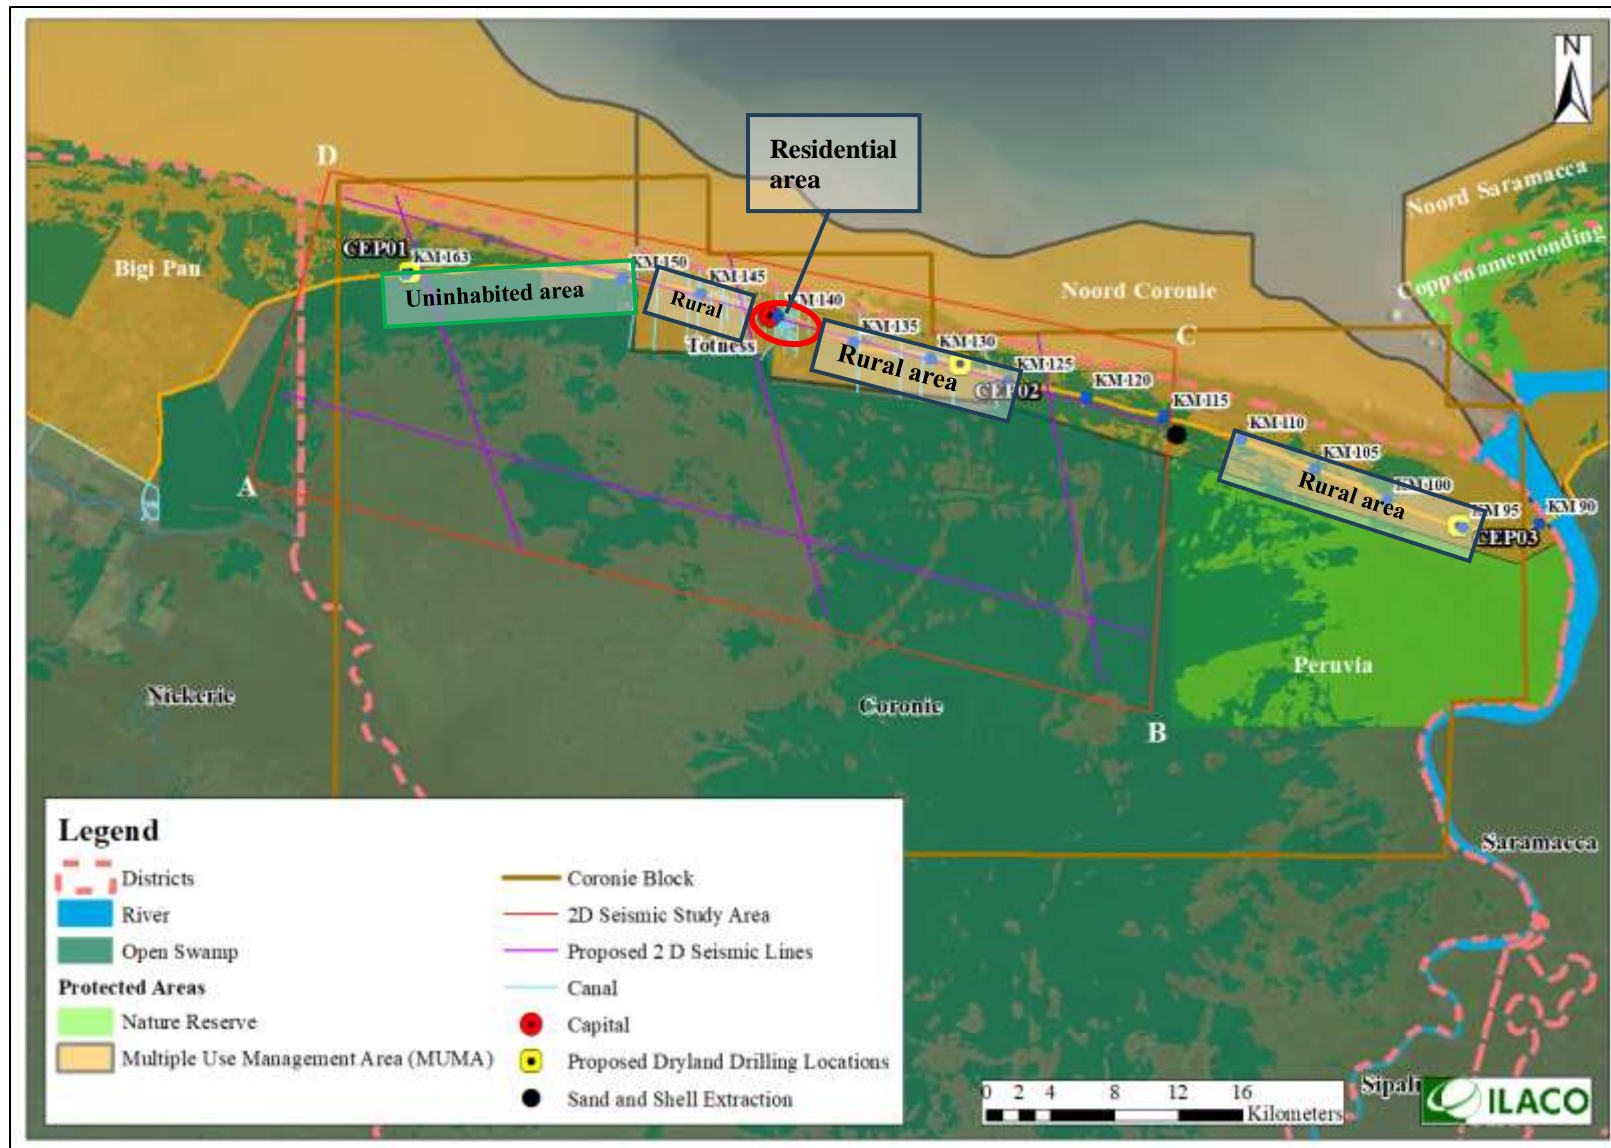 N
Residential
area
Noord Saramacca
D
Coppenamemonding
CEP01
KM 163
Bigi Pan
KM 150
KM 145
Noord Coronie
Uninhabited area
Rural
KM 140
KM 135
C
Totness
KM 130
Rural area
KM 125
CEP02
KM 120
KM 115
KM 110
KM 105
Rural area
KM 100
A
KM 95
KM 90
CEP03
Peruvia
Nickerie
Coronie
B
Legend
Districts
River
Open Swamp
Protected Areas
Nature Reserve
Multiple Use Management Area (MUMA)
Coronie Block
2D Seismic Study Area
Proposed 2 D Seismic Lines
Canal
Capital
Proposed Dryland Drilling Locations
Sand and Shell Extraction
Saramacca
0 2 4 8 12 16
Kilometers
ILACO